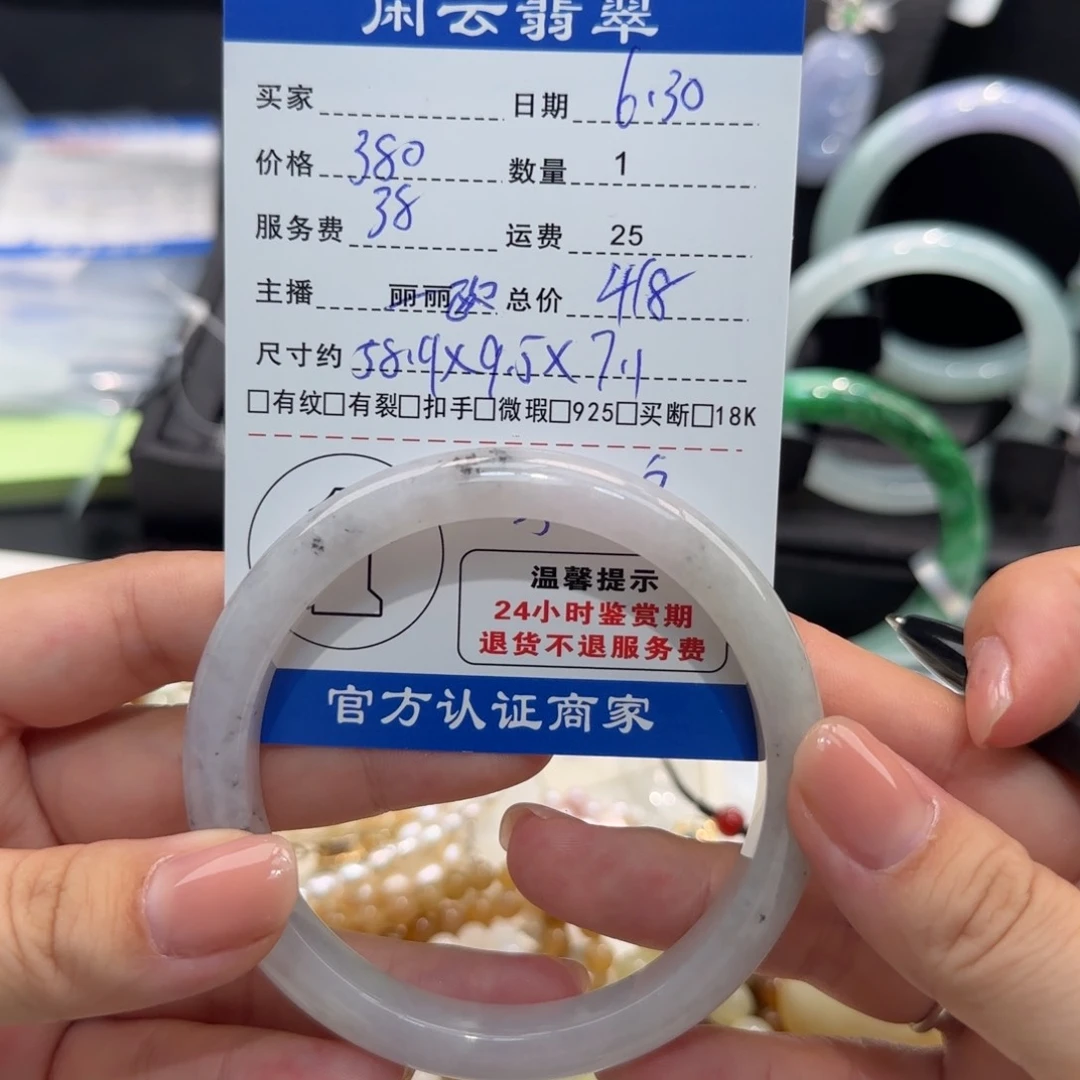 闲云翡翠
买家 日期 6.30
价格 380 数量 1
服务费 38 运费 25
主播 丽丽 总价 418
尺寸约 58.9X9.5X7.1
□有纹□有裂□扣手□微瑕□925□买断□18K
温馨提示
24小时鉴赏期
退货不退服务费
官方认证商家